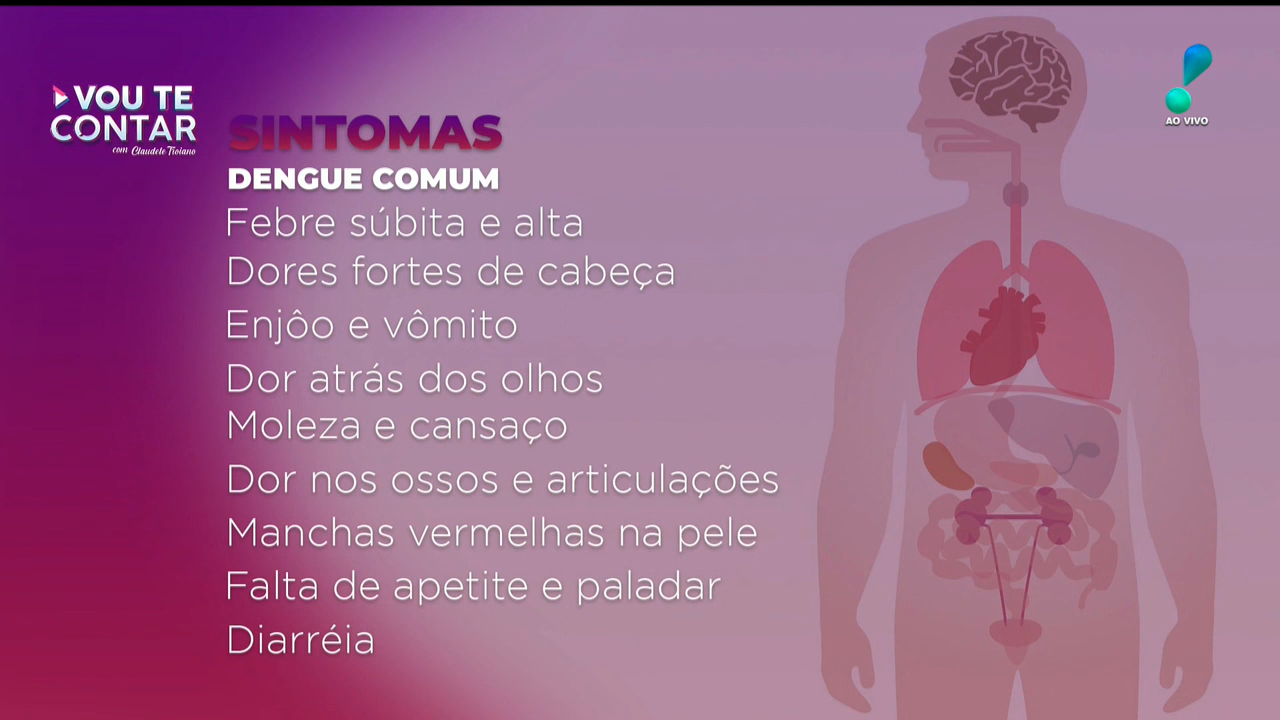 VOU TE
CONTAR
com Claudete Troiano
AO VIVO
SINTOMAS
DENGUE COMUM
Febre súbita e alta
Dores fortes de cabeça
Enjôo e vômito
Dor atrás dos olhos
Moleza e cansaço
Dor nos ossos e articulações
Manchas vermelhas na pele
Falta de apetite e paladar
Diarréia